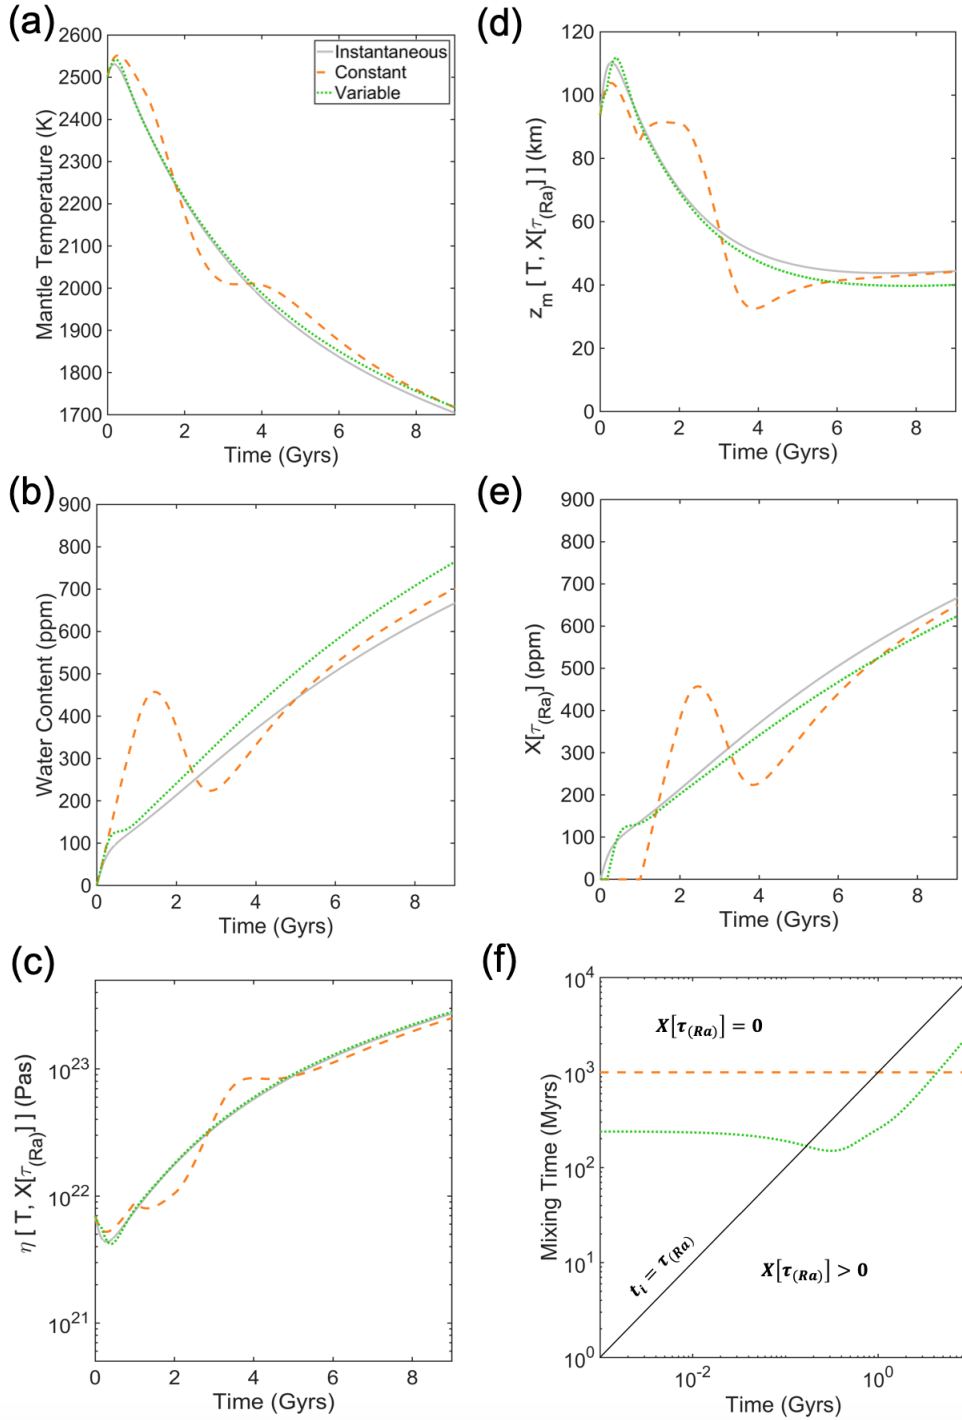 (a)
2600
2500
2400
2300
2200
2100
2000
1900
1800
1700
Mantle Temperature (K)
Instantaneous
Constant
Variable
0 2 4 6 8
Time (Gyrs)
(d)
120
100
80
60
40
20
0
z_m [ T, X[τ_(Ra)] ] (km)
0 2 4 6 8
Time (Gyrs)
(b)
900
800
700
600
500
400
300
200
100
0
Water Content (ppm)
0 2 4 6 8
Time (Gyrs)
(e)
900
800
700
600
500
400
300
200
100
0
X[τ_(Ra)] (ppm)
0 2 4 6 8
Time (Gyrs)
(c)
10^23
10^22
10^21
η [ T, X[τ_(Ra)] ] (Pas)
0 2 4 6 8
Time (Gyrs)
(f)
10^4
10^3
10^2
10^1
10^0
Mixing Time (Myrs)
X[τ_(Ra)] = 0
t_i = τ_(Ra)
X[τ_(Ra)] > 0
10^-2 10^0
Time (Gyrs)